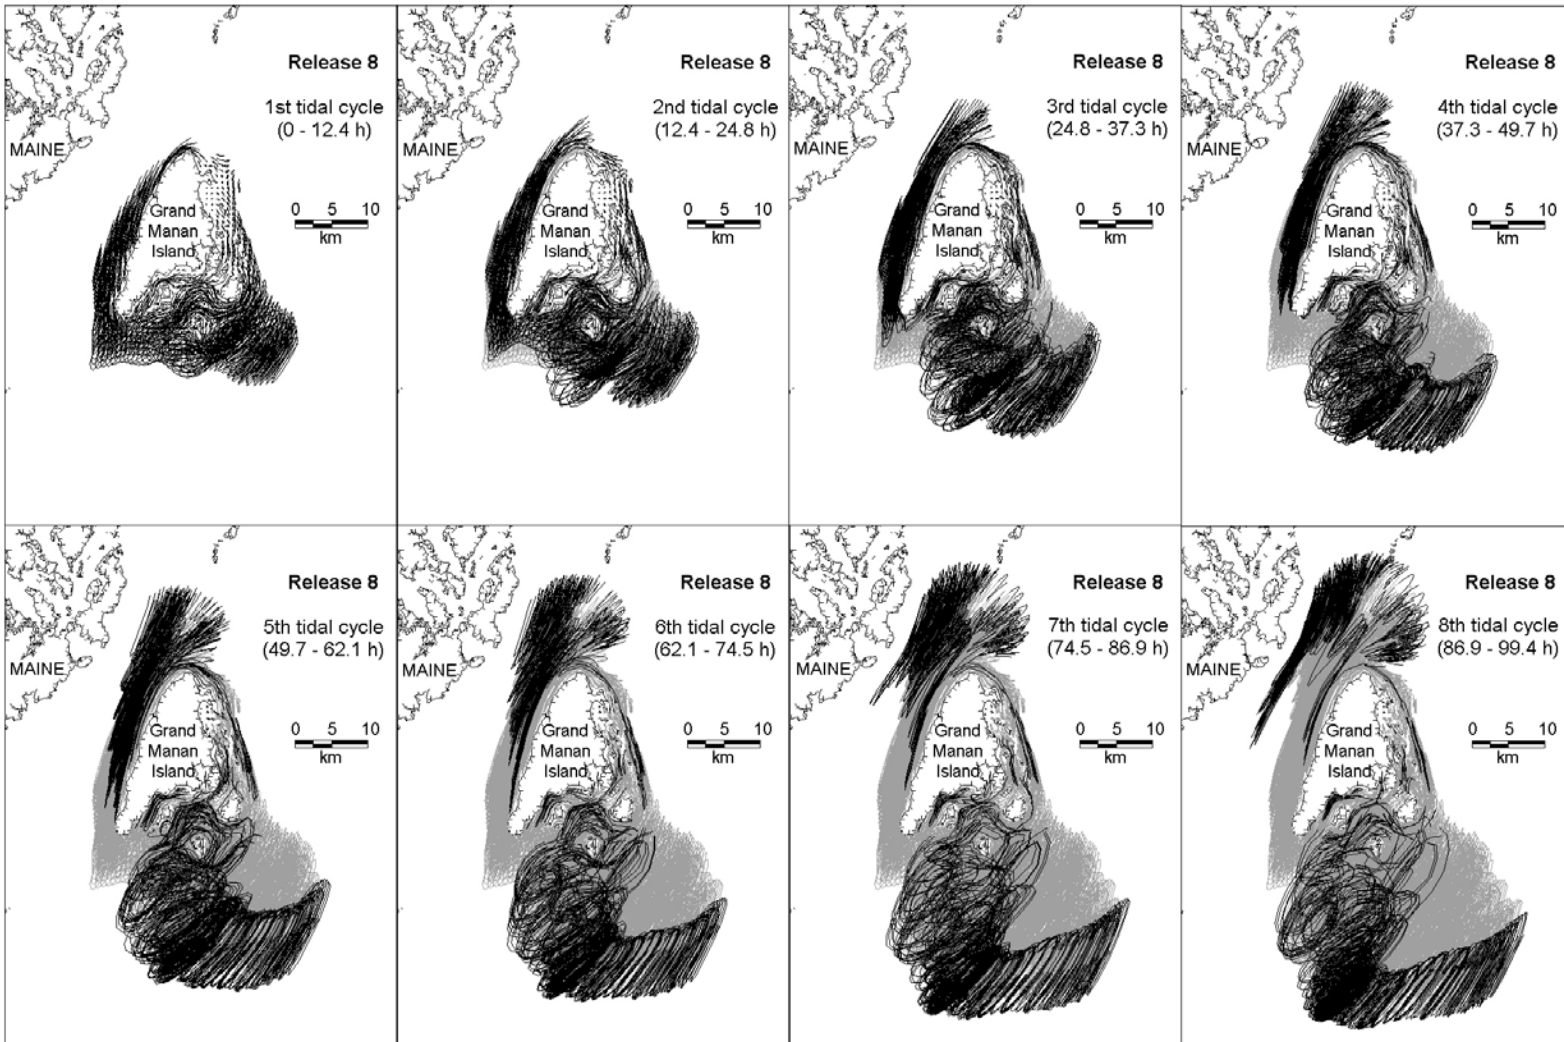 Release 8
1st tidal cycle
(0 - 12.4 h)
MAINE
0 5 10
km
Grand
Manan
Island
Release 8
2nd tidal cycle
(12.4 - 24.8 h)
MAINE
0 5 10
km
Grand
Manan
Island
Release 8
3rd tidal cycle
(24.8 - 37.3 h)
MAINE
0 5 10
km
Grand
Manan
Island
Release 8
4th tidal cycle
(37.3 - 49.7 h)
MAINE
0 5 10
km
Grand
Manan
Island
Release 8
5th tidal cycle
(49.7 - 62.1 h)
MAINE
0 5 10
km
Grand
Manan
Island
Release 8
6th tidal cycle
(62.1 - 74.5 h)
MAINE
0 5 10
km
Grand
Manan
Island
Release 8
7th tidal cycle
(74.5 - 86.9 h)
MAINE
0 5 10
km
Grand
Manan
Island
Release 8
8th tidal cycle
(86.9 - 99.4 h)
MAINE
0 5 10
km
Grand
Manan
Island